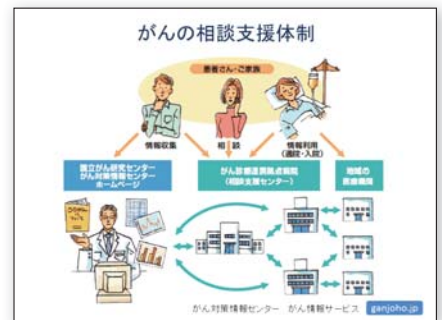 がんの相談支援体制
患者さん・ご家族
情報収集
相 談
情報利用
(通院・入院)
国立がん研究センター
がん対策情報センター
ホームページ
がん診療連携拠点病院
(相談支援センター)
地域の
医療機関
がん対策情報センター がん情報サービス
ganjoho.jp